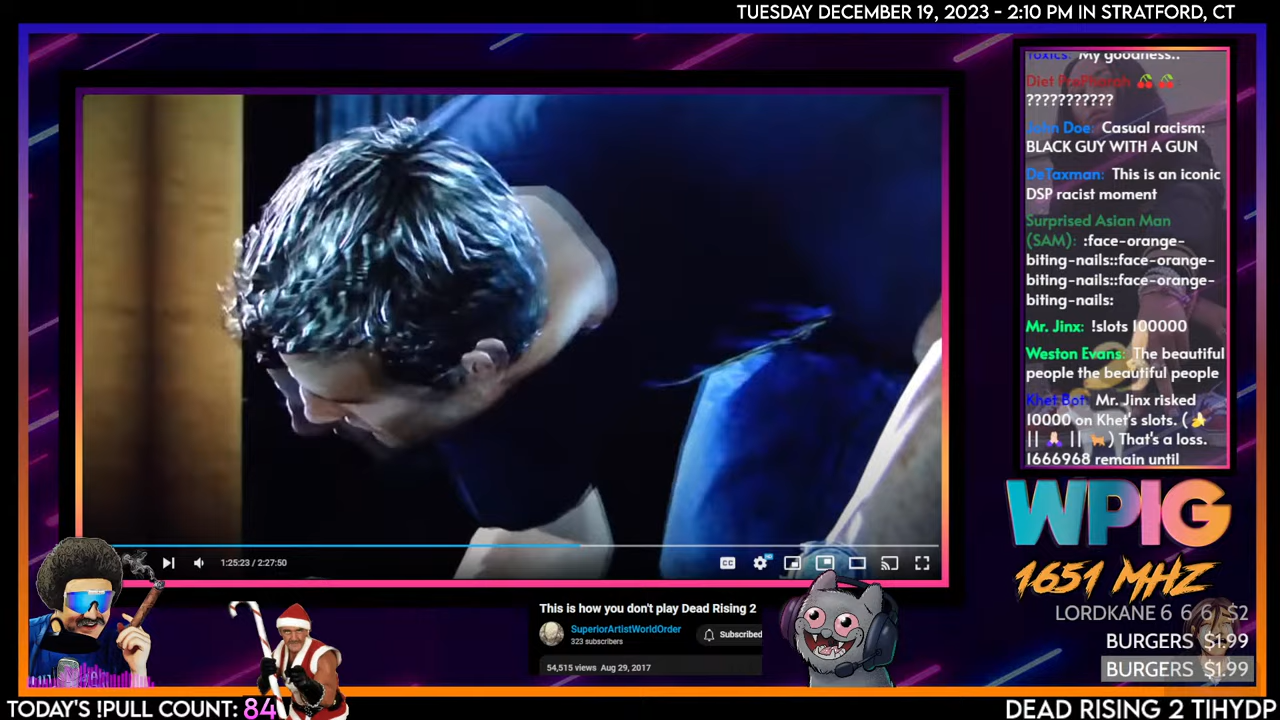 TUESDAY DECEMBER 19, 2023 - 2:10 PM IN STRATFORD, CT
Toxics: My goodness..
Diet
???????????
John Doe: Casual racism:
BLACK GUY WITH A GUN
DeTaxman: This is an iconic
DSP racist moment
Surprised Asian Man
(SAM): :face-orange-
biting-nails::face-orange-
biting-nails::face-orange-
biting-nails:
Mr. Jinx: !slots 100000
Weston Evans: The beautiful
people the beautiful people
Khet Bot: Mr. Jinx risked
10000 on Khet's slots. (🍌
|| 👃 || 🐕) That's a loss.
1666968 remain until
WPIG
1651 MHZ
LORDKANE 6 6 6 $2
BURGERS $1.99
BURGERS $1.99
1:25:23 / 2:27:50
CC
This is how you don't play Dead Rising 2
SuperiorArtistWorldOrder
323 subscribers
Subscribed
54,515 views Aug 29, 2017
TODAY'S !PULL COUNT: 84
DEAD RISING 2 TIHYDP